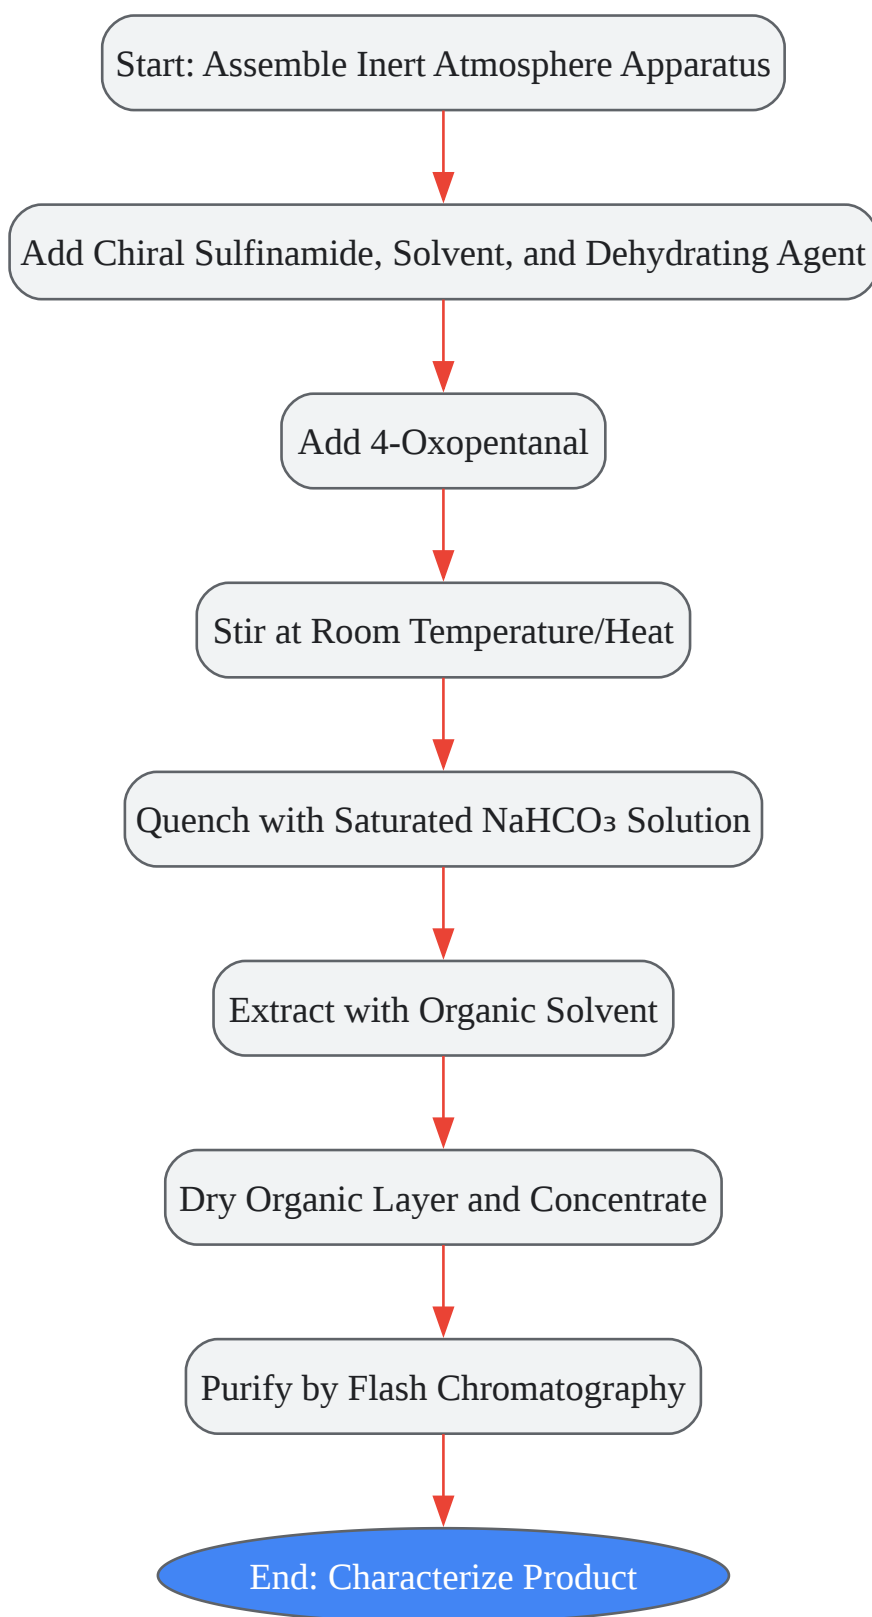 Start: Assemble Inert Atmosphere Apparatus
Add Chiral Sulfinamide, Solvent, and Dehydrating Agent
Add 4-Oxopentanal
Stir at Room Temperature/Heat
Quench with Saturated NaHCO₃ Solution
Extract with Organic Solvent
Dry Organic Layer and Concentrate
Purify by Flash Chromatography
End: Characterize Product